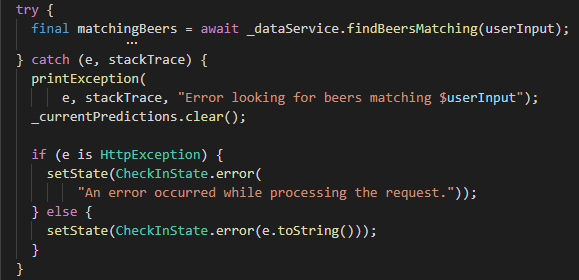 try {
final matchingBeers = await _dataService.findBeersMatching(userInput);
...
} catch (e, stackTrace) {
printException(
e, stackTrace, "Error looking for beers matching $userInput");
_currentPredictions.clear();
if (e is HttpException) {
setState(CheckInState.error(
"An error occurred while processing the request."));
} else {
setState(CheckInState.error(e.toString()));
}
}